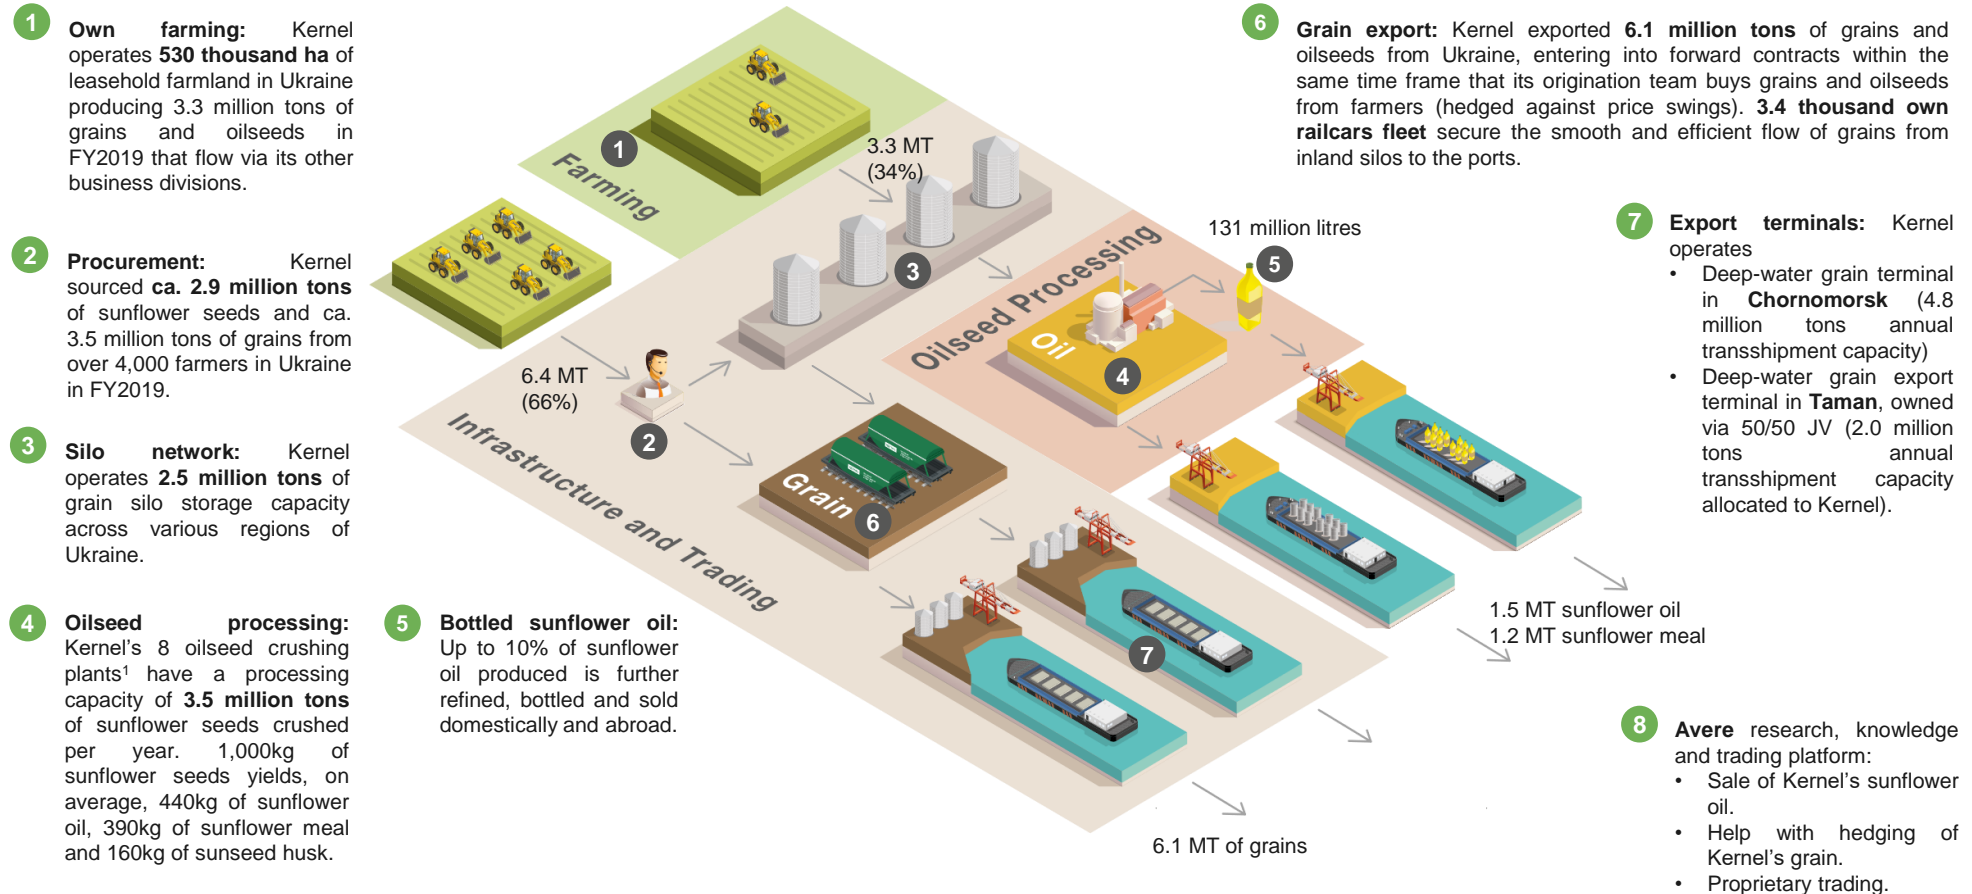 1
Own farming: Kernel
operates 530 thousand ha of
leasehold farmland in Ukraine
producing 3.3 million tons of
grains and oilseeds in
FY2019 that flow via its other
business divisions.
2
Procurement: Kernel
sourced ca. 2.9 million tons
of sunflower seeds and ca.
3.5 million tons of grains from
over 4,000 farmers in Ukraine
in FY2019.
3
Silo network: Kernel
operates 2.5 million tons of
grain silo storage capacity
across various regions of
Ukraine.
4
Oilseed processing:
Kernel's 8 oilseed crushing
plants¹ have a processing
capacity of 3.5 million tons
of sunflower seeds crushed
per year. 1,000kg of
sunflower seeds yields, on
average, 440kg of sunflower
oil, 390kg of sunflower meal
and 160kg of sunseed husk.
5
Bottled sunflower oil:
Up to 10% of sunflower
oil produced is further
refined, bottled and sold
domestically and abroad.
1
Farming
3.3 MT
(34%)
3
6.4 MT
(66%)
2
Infrastructure and Trading
Grain
6
Oilseed Processing
Oil
4
131 million litres
5
7
6.1 MT of grains
1.5 MT sunflower oil
1.2 MT sunflower meal
6
Grain export: Kernel exported 6.1 million tons of grains and
oilseeds from Ukraine, entering into forward contracts within the
same time frame that its origination team buys grains and oilseeds
from farmers (hedged against price swings). 3.4 thousand own
railcars fleet secure the smooth and efficient flow of grains from
inland silos to the ports.
7
Export terminals: Kernel
operates
• Deep-water grain terminal
in Chornomorsk (4.8
million tons annual
transshipment capacity)
• Deep-water grain export
terminal in Taman, owned
via 50/50 JV (2.0 million
tons annual
transshipment capacity
allocated to Kernel).
8
Avere research, knowledge
and trading platform:
• Sale of Kernel's sunflower
oil.
• Help with hedging of
Kernel's grain.
• Proprietary trading.